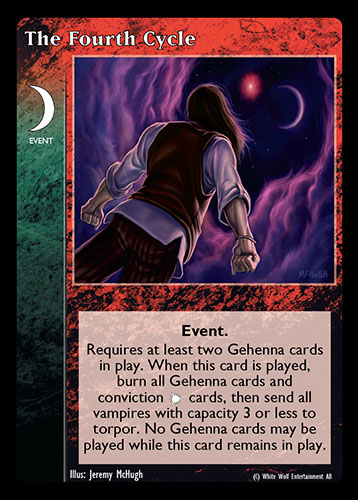 The Fourth Cycle
EVENT
McHUGH
Event.
Requires at least two Gehenna cards
in play. When this card is played,
burn all Gehenna cards and
conviction cards, then send all
vampires with capacity 3 or less to
torpor. No Gehenna cards may be
played while this card remains in play.
Illus: Jeremy McHugh
(C) White Wolf Entertainment AB